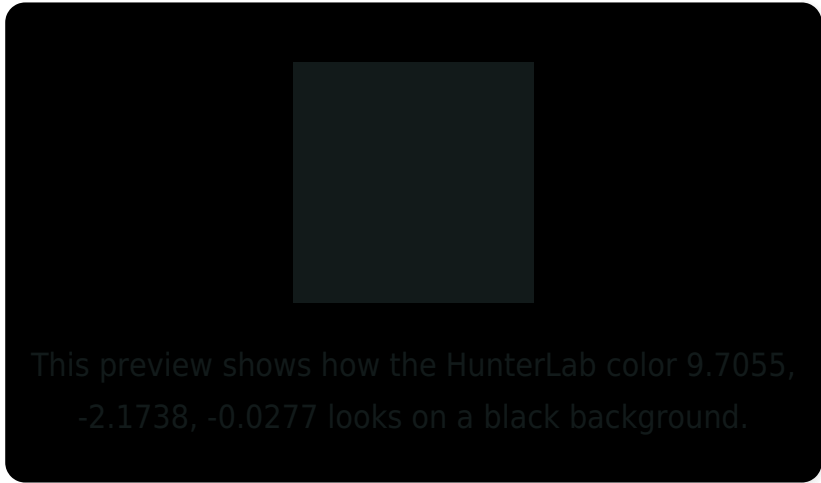 This preview shows how the HunterLab color 9.7055,
-2.1738, -0.0277 looks on a black background.